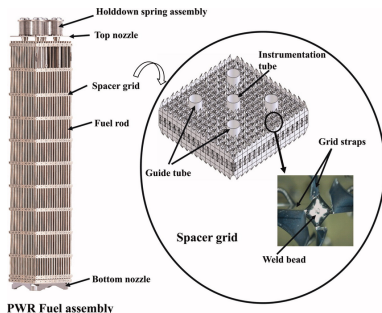 Holddown spring assembly
Top nozzle
Spacer grid
Fuel rod
Bottom nozzle
PWR Fuel assembly
Instrumentation
tube
Guide tube
Grid straps
Spacer grid
Weld bead